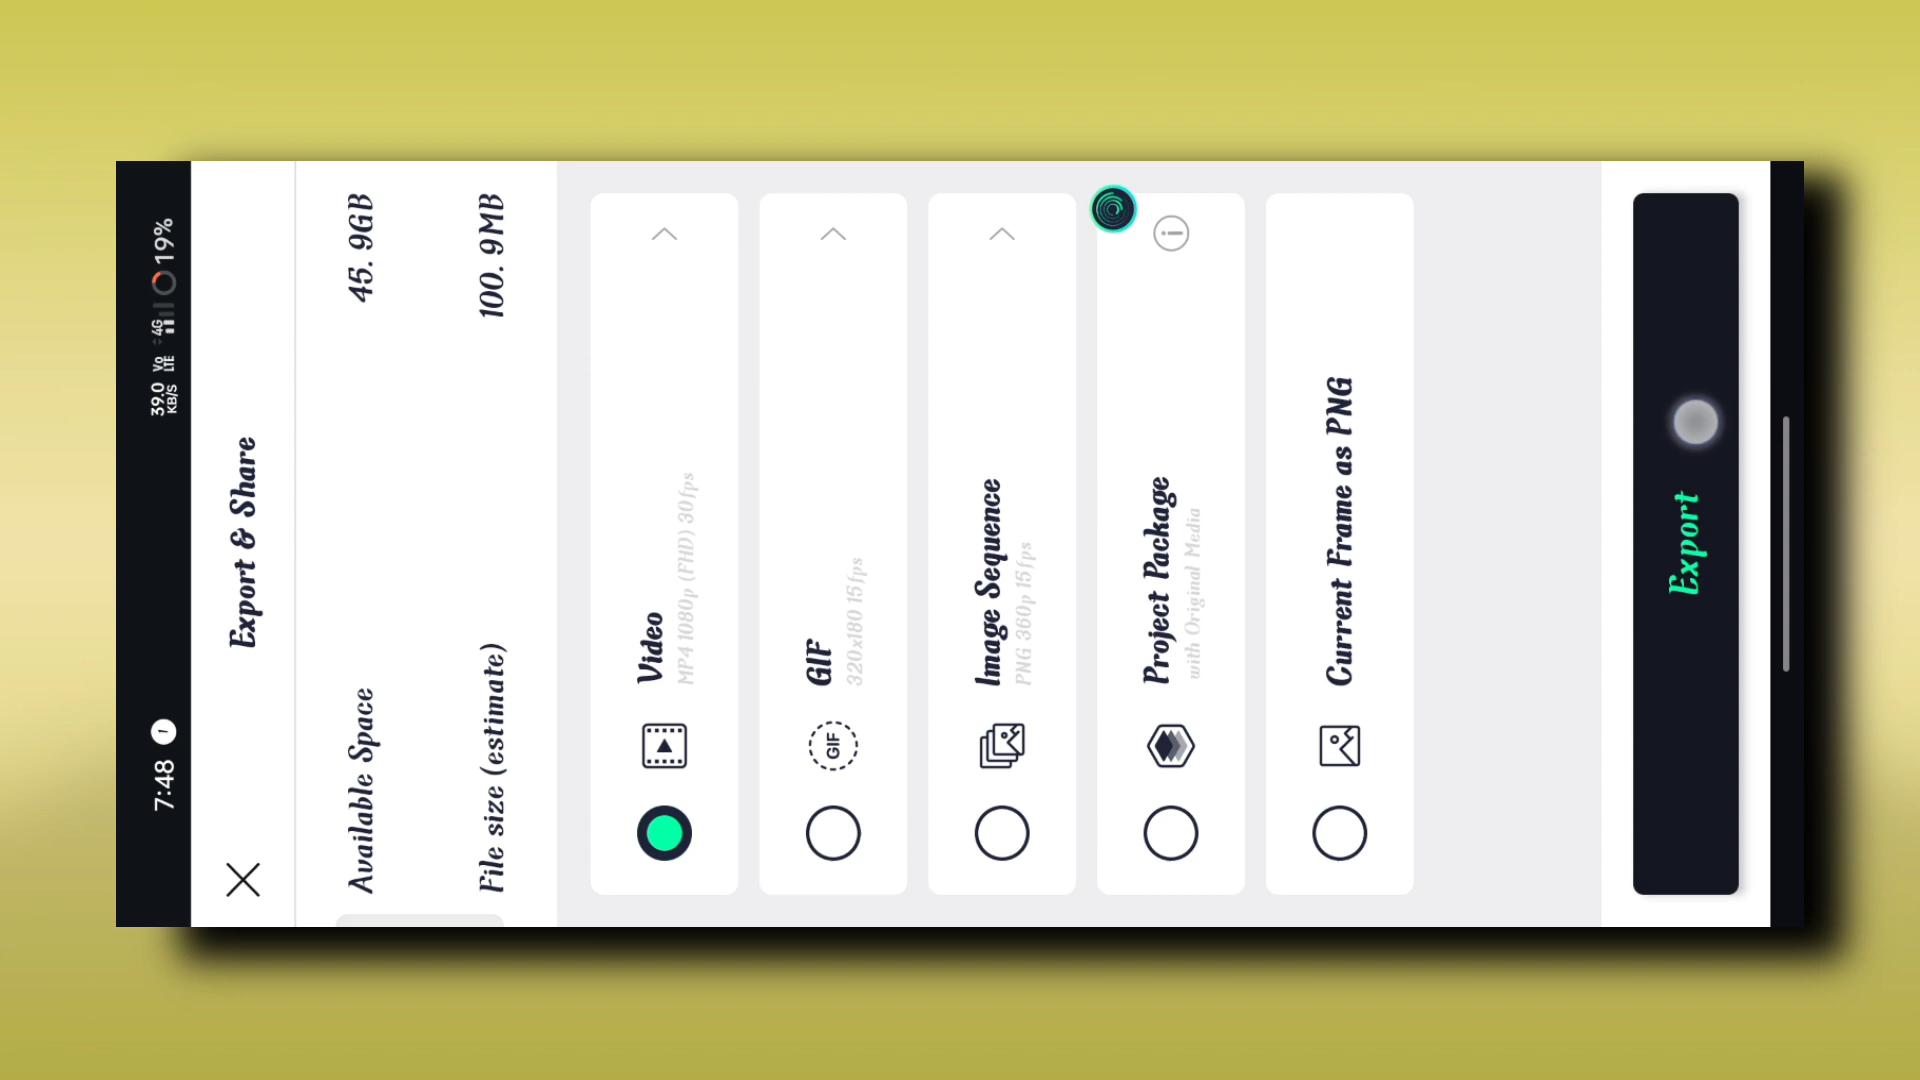 7:48
39.0 KB/S Vo LTE 4G 19%
Export & Share
Available Space 45. 9GB
File size (estimate) 100. 9MB
Video
MP4 1080p (FHD) 30fps
GIF
GIF
320x180 15fps
Image Sequence
PNG 360p 15fps
Project Package
with Original Media
Current Frame as PNG
Export